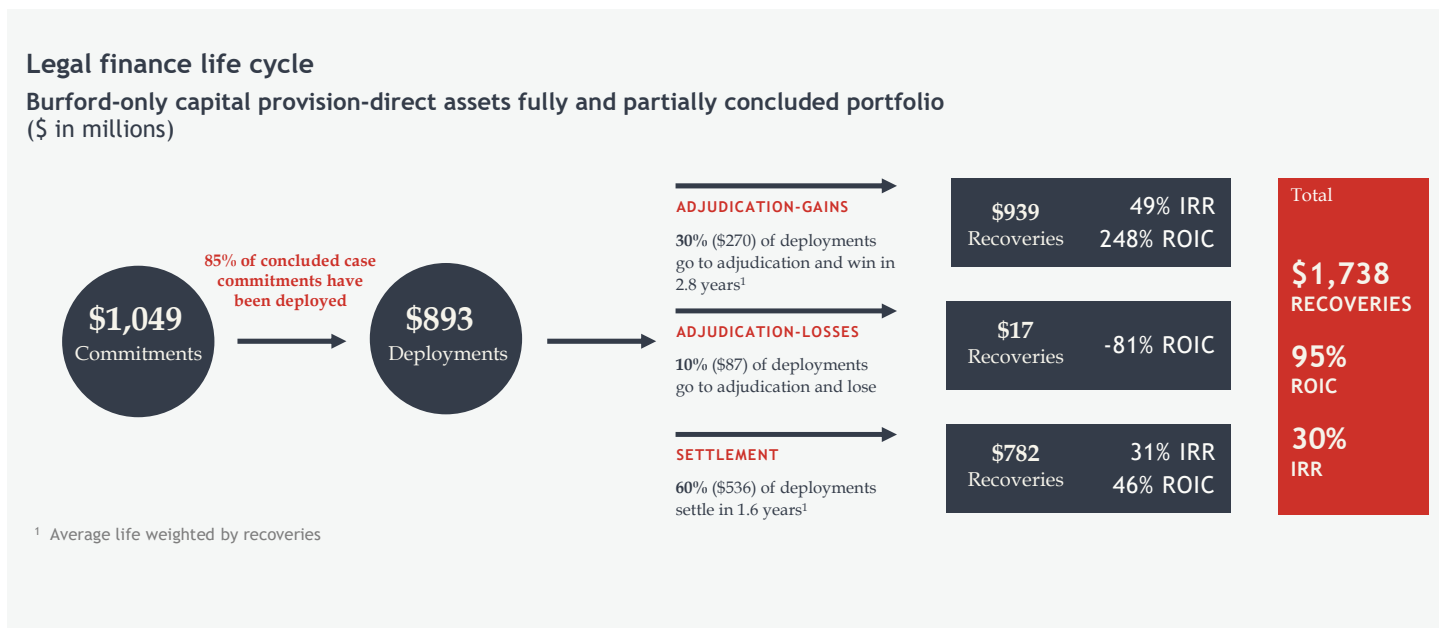 Legal finance life cycle
Burford-only capital provision-direct assets fully and partially concluded portfolio
($ in millions)
$1,049
Commitments
85% of concluded case
commitments have
been deployed
$893
Deployments
ADJUDICATION-GAINS
30% ($270) of deployments
go to adjudication and win in
2.8 years¹
$939
Recoveries
49% IRR
248% ROIC
ADJUDICATION-LOSSES
10% ($87) of deployments
go to adjudication and lose
$17
Recoveries
-81% ROIC
SETTLEMENT
60% ($536) of deployments
settle in 1.6 years¹
$782
Recoveries
31% IRR
46% ROIC
Total
$1,738
RECOVERIES
95%
ROIC
30%
IRR
¹ Average life weighted by recoveries